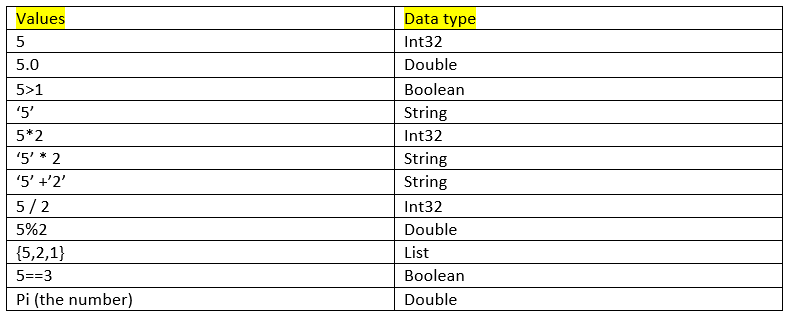 Values Data type
5 Int32
5.0 Double
5>1 Boolean
‘5’ String
5*2 Int32
‘5’ * 2 String
‘5’ +’2’ String
5 / 2 Int32
5%2 Double
{5,2,1} List
5==3 Boolean
Pi (the number) Double